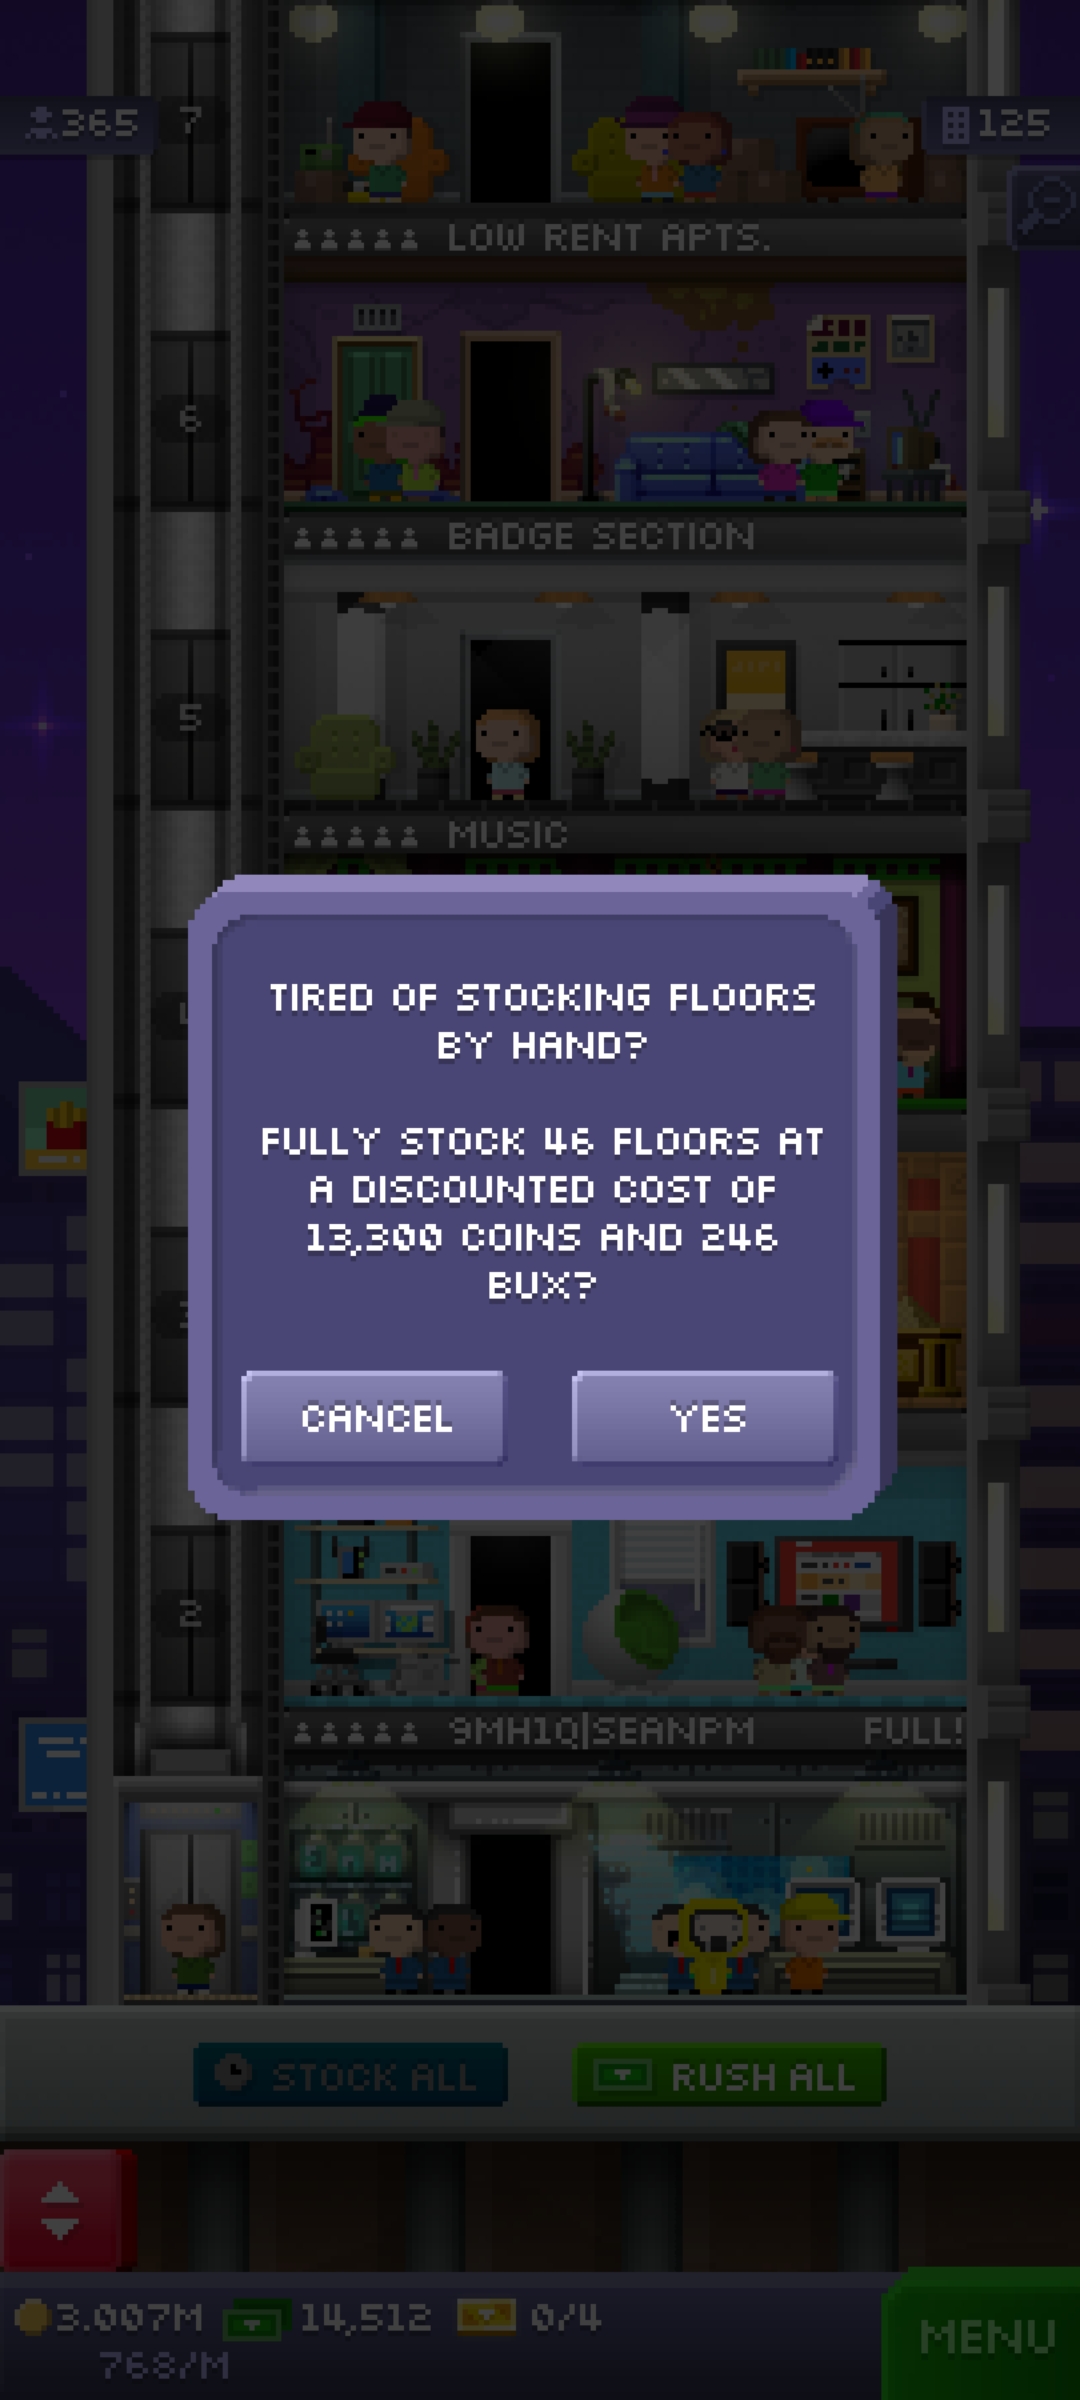 365
7
125
LOW RENT APTS.
6
BADGE SECTION
5
MUSIC
TIRED OF STOCKING FLOORS
BY HAND?
FULLY STOCK 46 FLOORS AT
A DISCOUNTED COST OF
13,300 COINS AND 246
BUX?
CANCEL
YES
2
9MH1Q|SEANPM
FULL!
STOCK ALL
RUSH ALL
3.007M
14,512
0/4
768/M
MENU